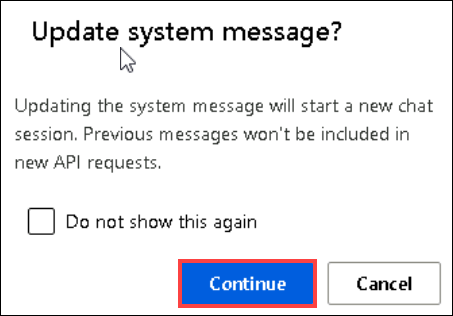 Update system message?
Updating the system message will start a new chat
session. Previous messages won't be included in
new API requests.
Do not show this again
Continue
Cancel